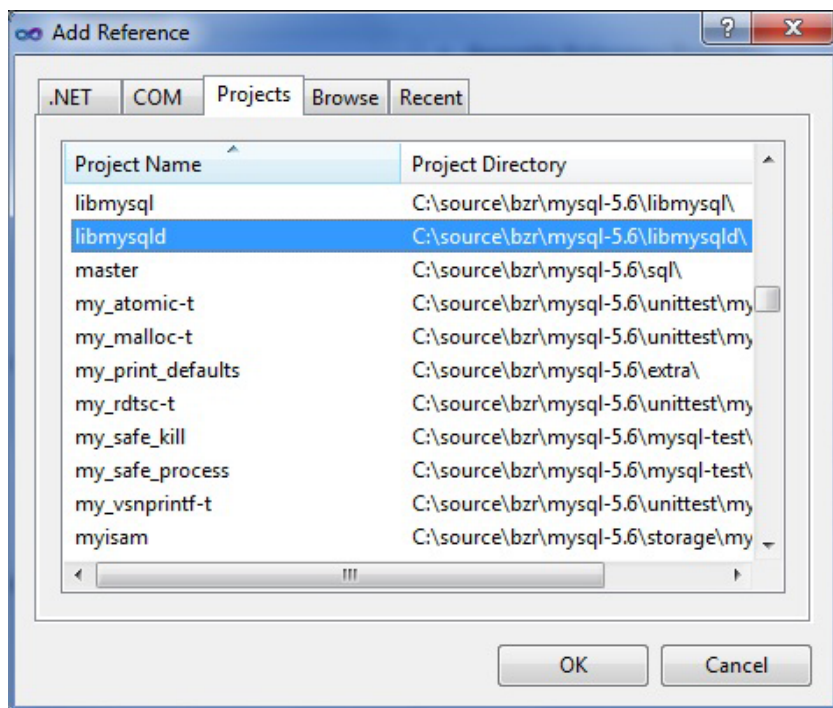 Add Reference
.NET COM Projects Browse Recent
Project Name Project Directory
libmysql C:\source\bzr\mysql-5.6\libmysql\
libmysqld C:\source\bzr\mysql-5.6\libmysqld\
master C:\source\bzr\mysql-5.6\sql\
my_atomic-t C:\source\bzr\mysql-5.6\unittest\my
my_malloc-t C:\source\bzr\mysql-5.6\unittest\my
my_print_defaults C:\source\bzr\mysql-5.6\extra\
my_rdtsc-t C:\source\bzr\mysql-5.6\unittest\my
my_safe_kill C:\source\bzr\mysql-5.6\mysql-test\
my_safe_process C:\source\bzr\mysql-5.6\mysql-test\
my_vsnprintf-t C:\source\bzr\mysql-5.6\unittest\my
myisam C:\source\bzr\mysql-5.6\storage\my
OK Cancel